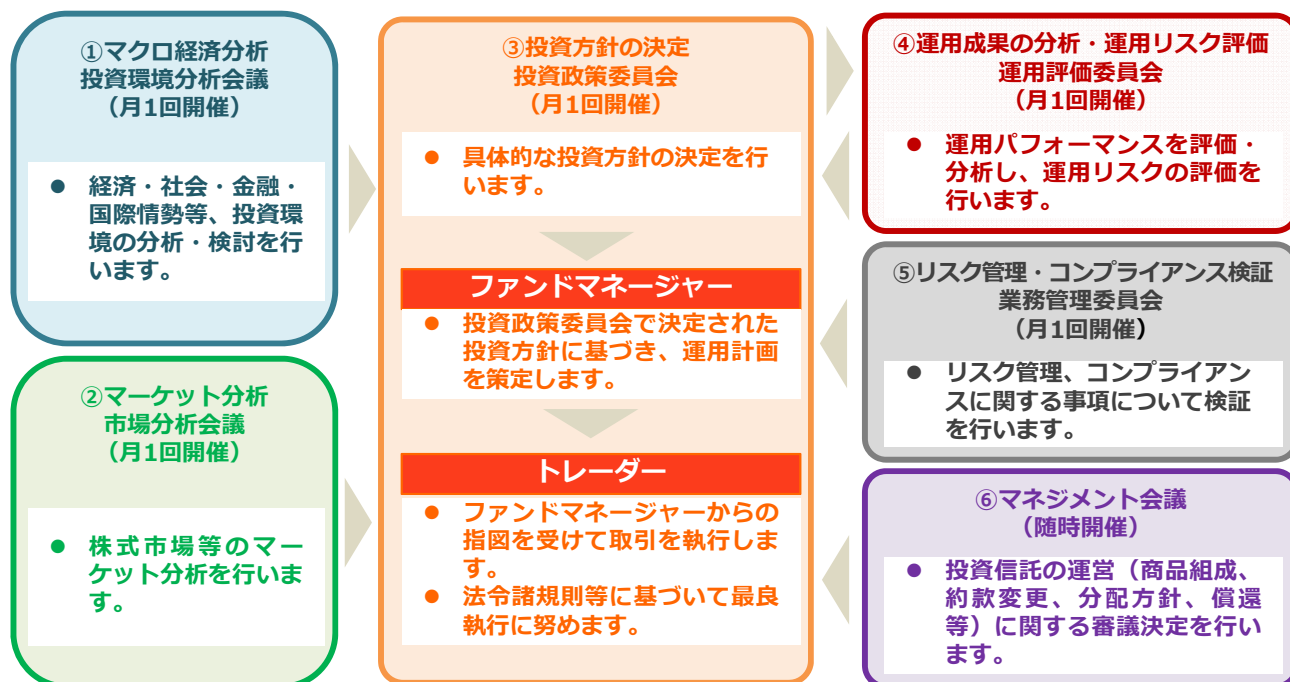 ①マクロ経済分析
投資環境分析会議
（月1回開催）
● 経済・社会・金融・
国際情勢等、投資環
境の分析・検討を行
います。
②マーケット分析
市場分析会議
（月1回開催）
● 株式市場等のマー
ケット分析を行いま
す。
③投資方針の決定
投資政策委員会
（月1回開催）
● 具体的な投資方針の決定を行
います。
ファンドマネージャー
● 投資政策委員会で決定された
投資方針に基づき、運用計画
を策定します。
トレーダー
● ファンドマネージャーからの
指図を受けて取引を執行しま
す。
● 法令諸規則等に基づいて最良
執行に努めます。
④運用成果の分析・運用リスク評価
運用評価委員会
（月1回開催）
● 運用パフォーマンスを評価・
分析し、運用リスクの評価を
行います。
⑤リスク管理・コンプライアンス検証
業務管理委員会
（月1回開催）
● リスク管理、コンプライアン
スに関する事項について検証
を行います。
⑥マネジメント会議
（随時開催）
● 投資信託の運営（商品組成、
約款変更、分配方針、償還
等）に関する審議決定を行い
ます。